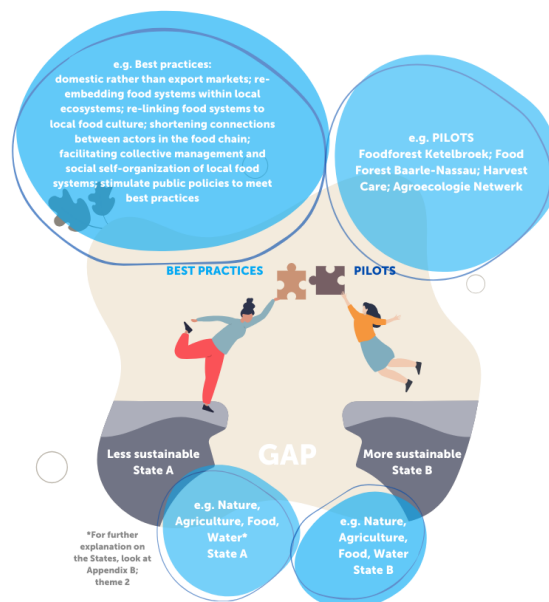 e.g. Best practices:
domestic rather than export markets; re-
embedding food systems within local
ecosystems; re-linking food systems to
local food culture; shortening connections
between actors in the food chain;
facilitating collective management and
social self-organization of local food
systems; stimulate public policies to meet
best practices
e.g. PILOTS
Foodforest Ketelbroek; Food
Forest Baarle-Nassau; Harvest
Care; Agroecologie Netwerk
BEST PRACTICES
PILOTS
Less sustainable
State A
GAP
More sustainable
State B
e.g. Nature,
Agriculture, Food,
Water*
State A
e.g. Nature,
Agriculture,
Food, Water
State B
*For further
explanation on
the States, look at
Appendix B;
theme 2